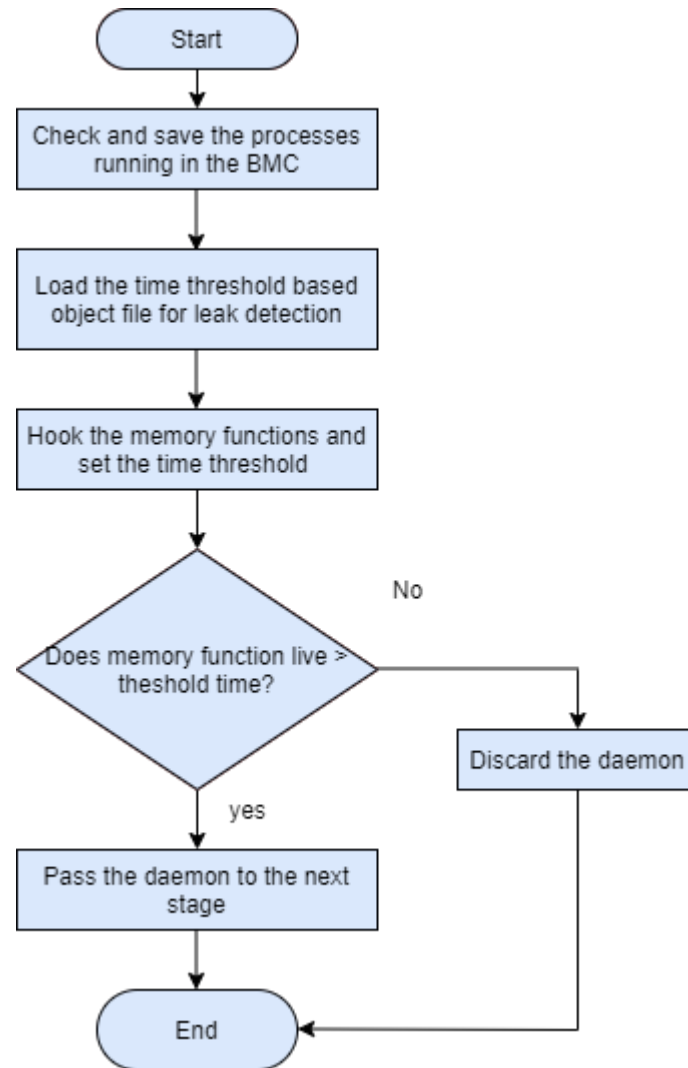 Start
Check and save the processes
running in the BMC
Load the time threshold based
object file for leak detection
Hook the memory functions and
set the time threshold
No
Does memory function live >
theshold time?
Discard the daemon
yes
Pass the daemon to the next
stage
End